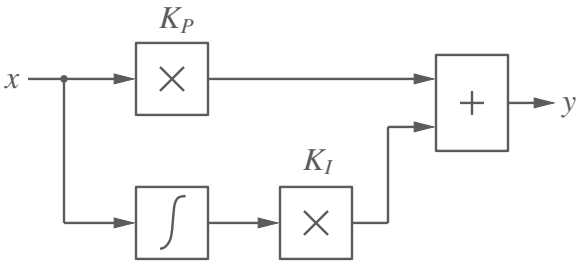 K_P
x
×
+
y
K_I
∫
×